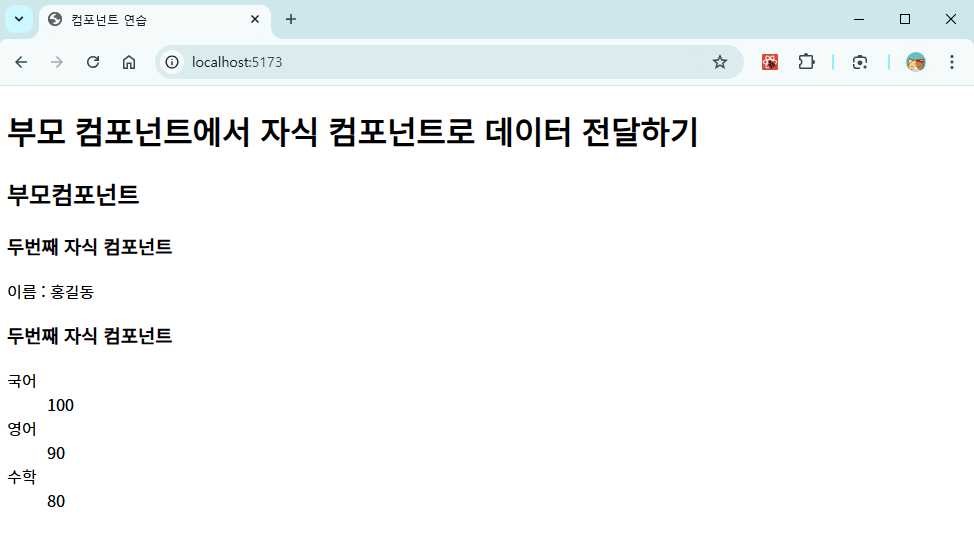 컴포넌트 연습
localhost:5173
부모 컴포넌트에서 자식 컴포넌트로 데이터 전달하기
부모컴포넌트
두번째 자식 컴포넌트
이름 : 홍길동
두번째 자식 컴포넌트
국어
100
영어
90
수학
80